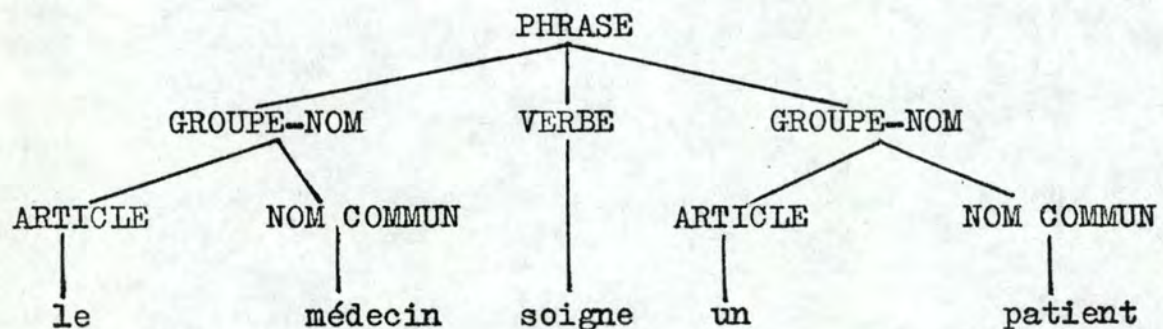 PHRASE
GROUPE-NOM VERBE GROUPE-NOM
ARTICLE NOM COMMUN ARTICLE NOM COMMUN
le médecin soigne un patient